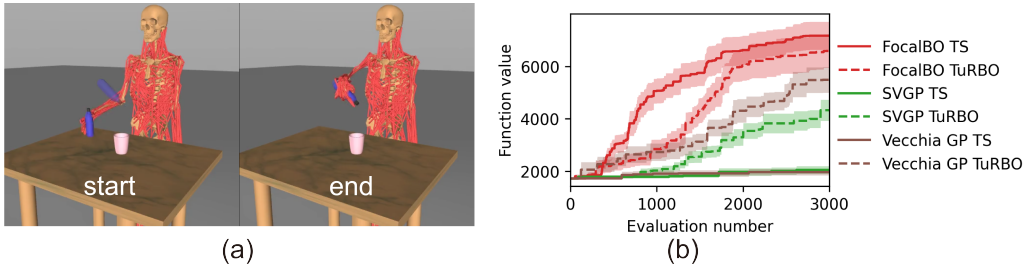 start
end
(a)
Function value
6000
4000
2000
0
1000
2000
3000
Evaluation number
FocalBO TS
FocalBO TuRBO
SVGP TS
SVGP TuRBO
Vecchia GP TS
Vecchia GP TuRBO
(b)